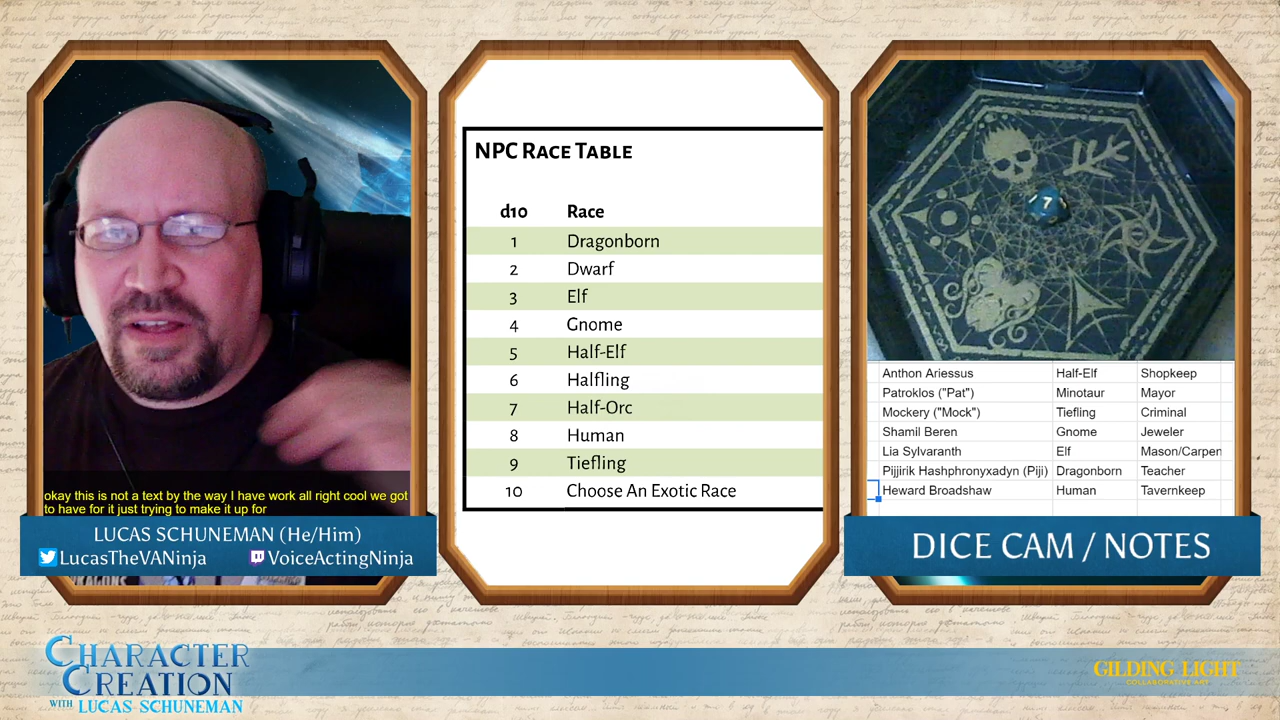 okay this is not a text by the way I have work all right cool we got
to have for it just trying to make it up for
LUCAS SCHUNEMAN (He/Him)
LucasTheVANinja VoiceActingNinja
NPC Race Table
d10 Race
1 Dragonborn
2 Dwarf
3 Elf
4 Gnome
5 Half-Elf
6 Halfling
7 Half-Orc
8 Human
9 Tiefling
10 Choose An Exotic Race
7
Anthon Ariessus Half-Elf Shopkeep
Patroklos ("Pat") Minotaur Mayor
Mockery ("Mock") Tiefling Criminal
Shamil Beren Gnome Jeweler
Lia Sylvaranth Elf Mason/Carpen
Pijjirik Hashphronyxadyn (Piji) Dragonborn Teacher
Heward Broadshaw Human Tavernkeep
DICE CAM / NOTES
CHARACTER
CREATION
WITH LUCAS SCHUNEMAN
GILDING LIGHT
COLLABORATIVE ART